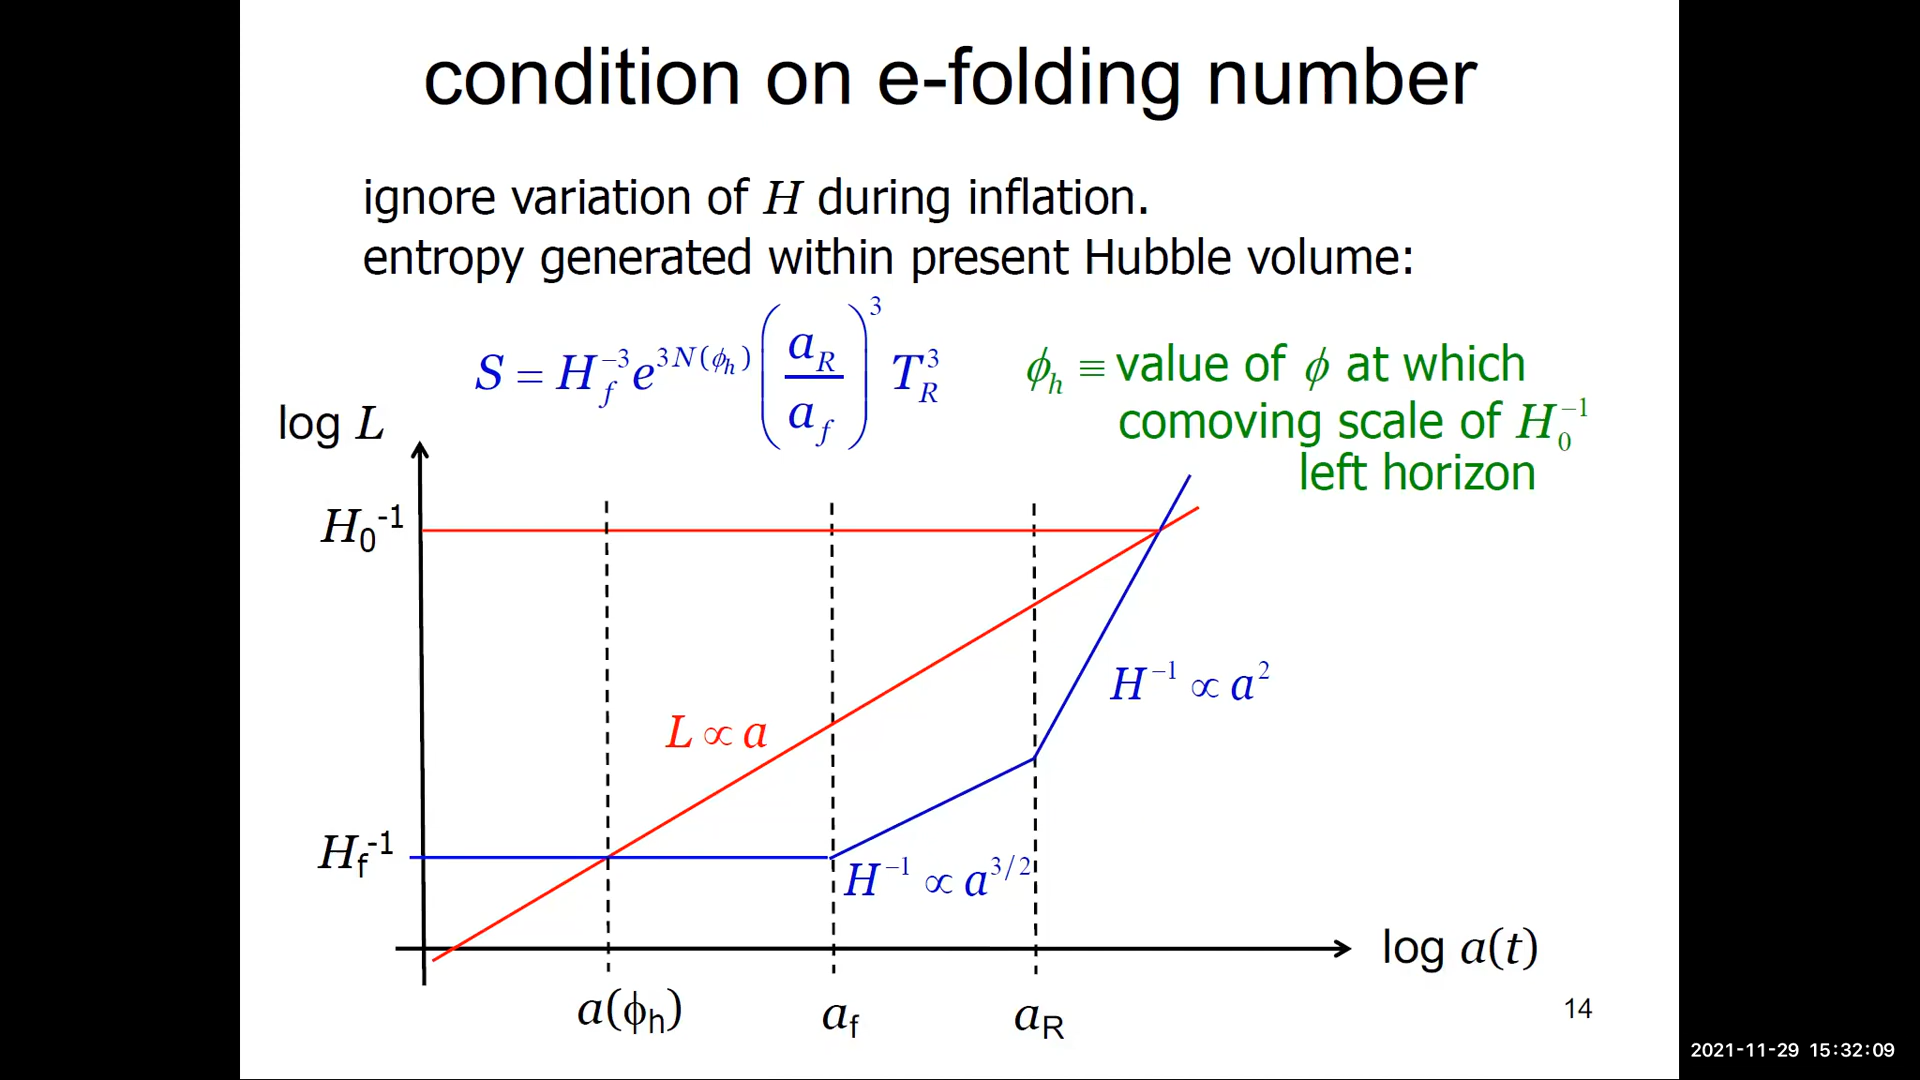 condition on e-folding number
ignore variation of H during inflation.
entropy generated within present Hubble volume:
S = H_f^{-3} e^{3N(ϕ_h)} (a_R / a_f)^3 T_R^3
ϕ_h ≡ value of ϕ at which
comoving scale of H_0^{-1}
left horizon
log L
H_0^{-1}
H^{-1} ∝ a^2
L ∝ a
H_f^{-1}
H^{-1} ∝ a^{3/2}
log a(t)
a(ϕ_h)
a_f
a_R
14
2021-11-29 15:32:09